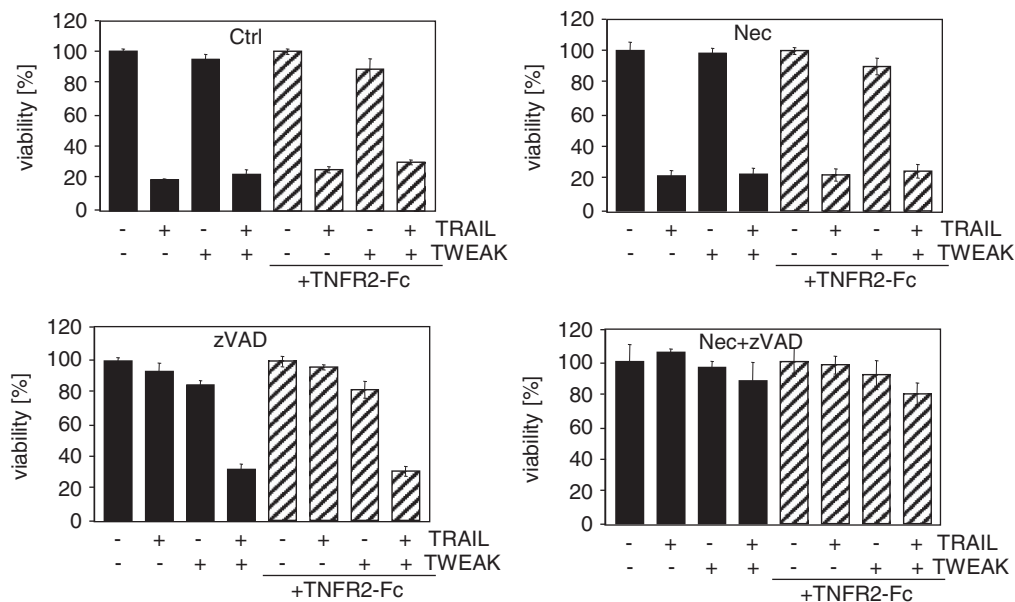 Ctrl
viability [%]
120
100
80
60
40
20
0
- + - + - + - + TRAIL
- - + + - - + + TWEAK
+TNFR2-Fc
Nec
viability [%]
120
100
80
60
40
20
0
- + - + - + - + TRAIL
- - + + - - + + TWEAK
+TNFR2-Fc
zVAD
viability [%]
120
100
80
60
40
20
0
- + - + - + - + TRAIL
- - + + - - + + TWEAK
+TNFR2-Fc
Nec+zVAD
viability [%]
120
100
80
60
40
20
0
- + - + - + - + TRAIL
- - + + - - + + TWEAK
+TNFR2-Fc